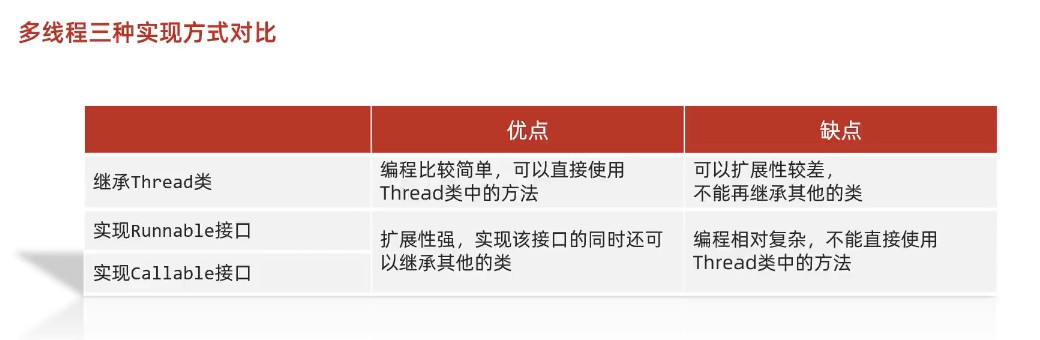 多线程三种实现方式对比
优点
缺点
继承Thread类
编程比较简单，可以直接使用
Thread类中的方法
可以扩展性较差，
不能再继承其他的类
实现Runnable接口
实现Callable接口
扩展性强，实现该接口的同时还可
以继承其他的类
编程相对复杂，不能直接使用
Thread类中的方法